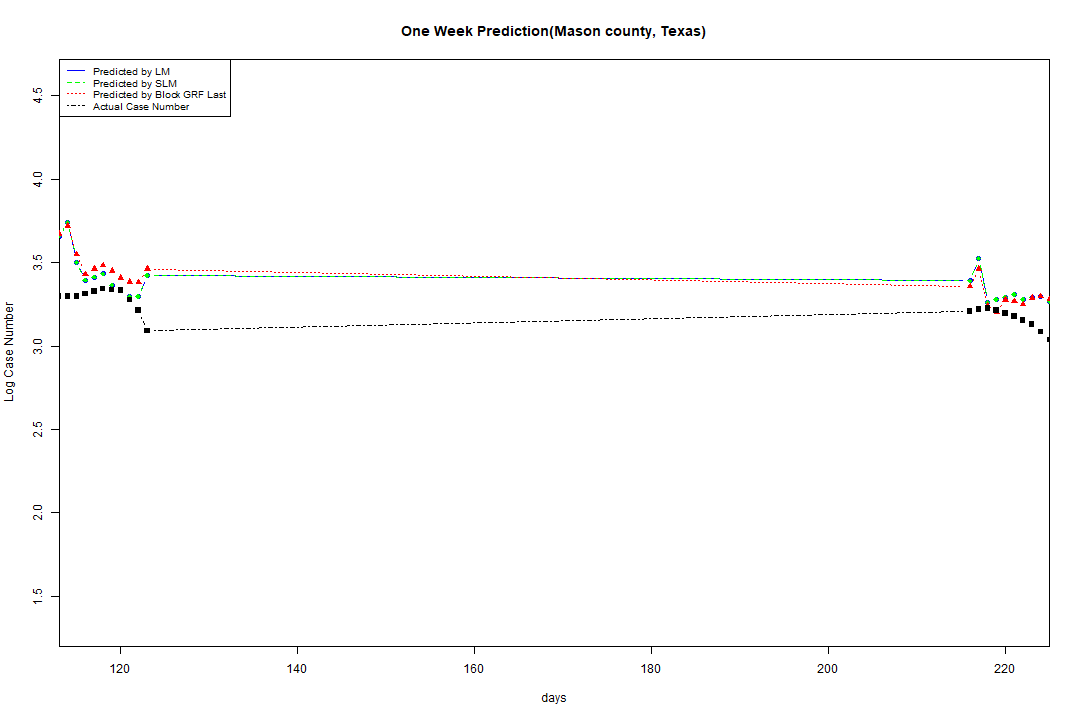 One Week Prediction(Mason county, Texas)
Predicted by LM
Predicted by SLM
Predicted by Block GRF Last
Actual Case Number
4.5
4.0
3.5
3.0
2.5
2.0
1.5
Log Case Number
120 140 160 180 200 220
days